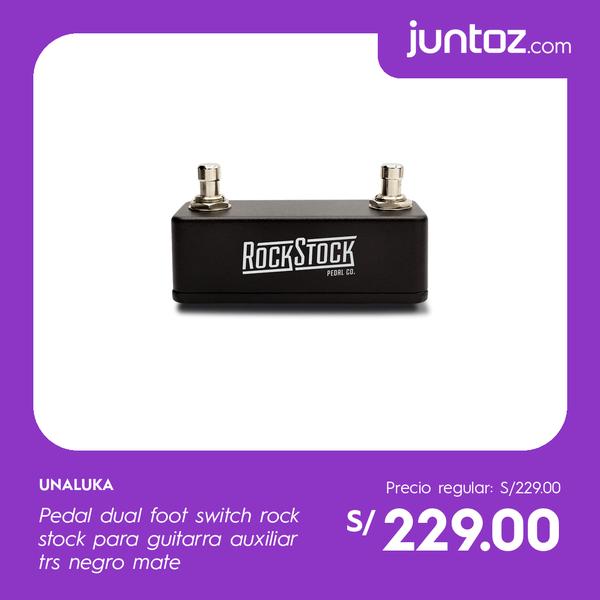 juntoz.com
ROCKSTOCK
PEDAL CO.
UNALUKA
Pedal dual foot switch rock
stock para guitarra auxiliar
trs negro mate
Precio regular: S/229.00
S/ 229.00